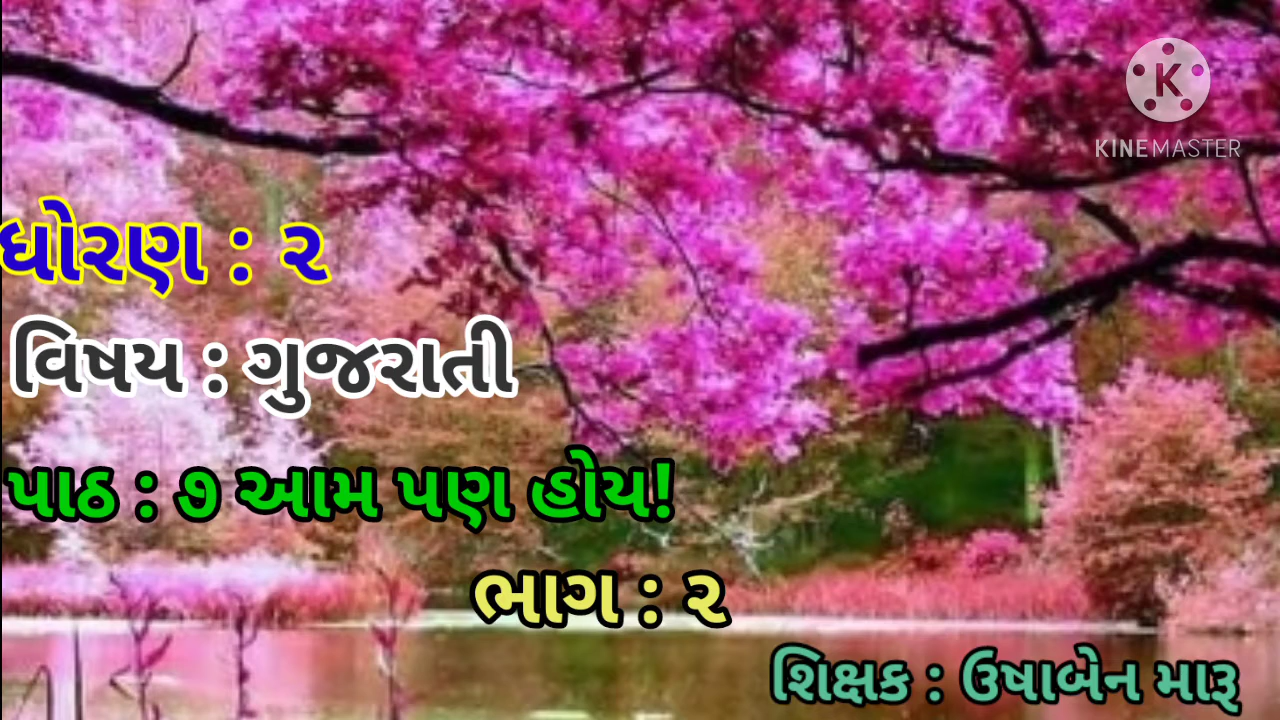 KINEMASTER
ધોરણ : ૨
વિષય : ગુજરાતી
પાઠ : ૭ આમ પણ હોય!
ભાગ : ૨
શિક્ષક : ઉષાબેન મારૂ